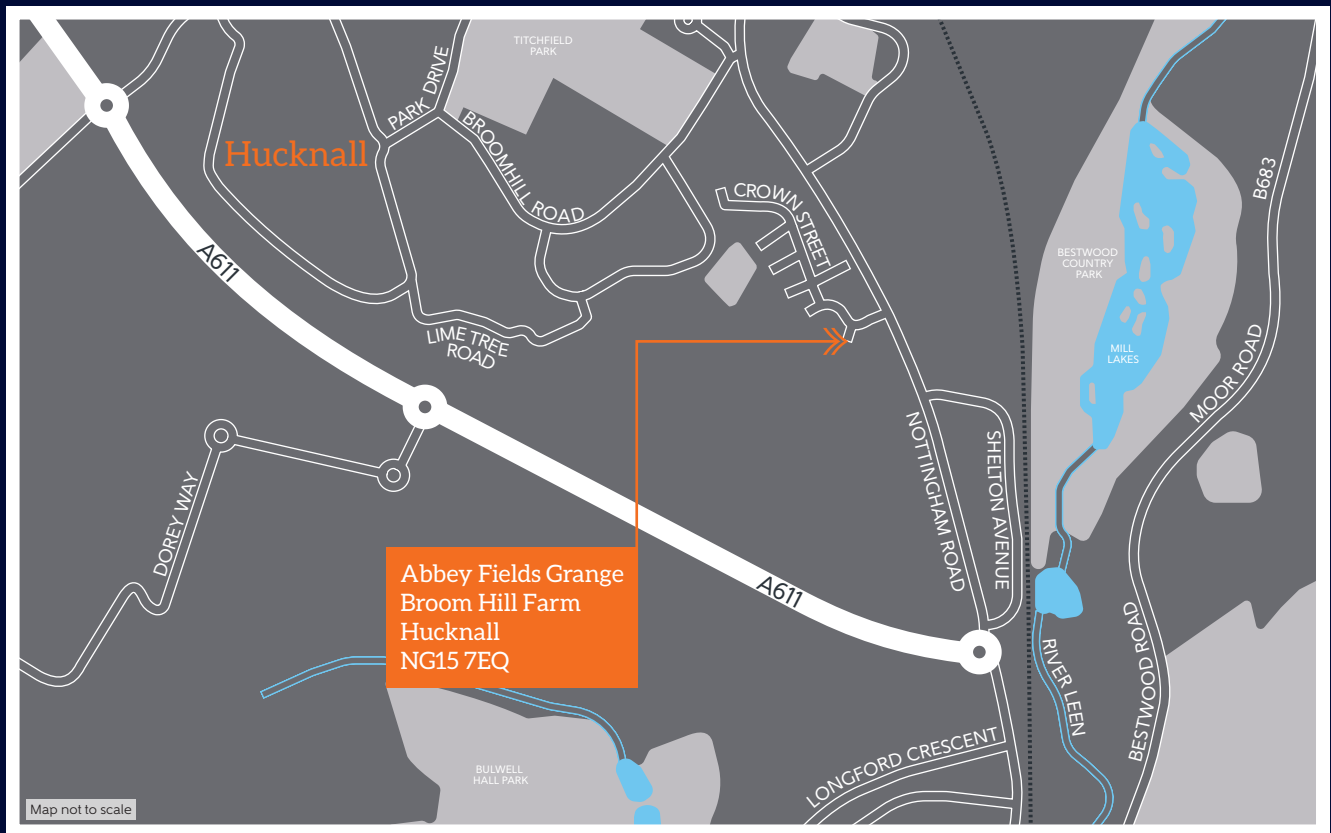 TITCHFIELD
PARK
PARK DRIVE
BROOMHILL ROAD
Hucknall
CROWN STREET
B683
A611
BESTWOOD
COUNTRY
PARK
LIME TREE
ROAD
MILL
LAKES
MOOR ROAD
NOTTINGHAM ROAD
SHELTON AVENUE
DOREY WAY
Abbey Fields Grange
Broom Hill Farm
Hucknall
NG15 7EQ
A611
RIVER LEEN
BESTWOOD ROAD
LONGFORD CRESCENT
BULWELL
HALL PARK
Map not to scale